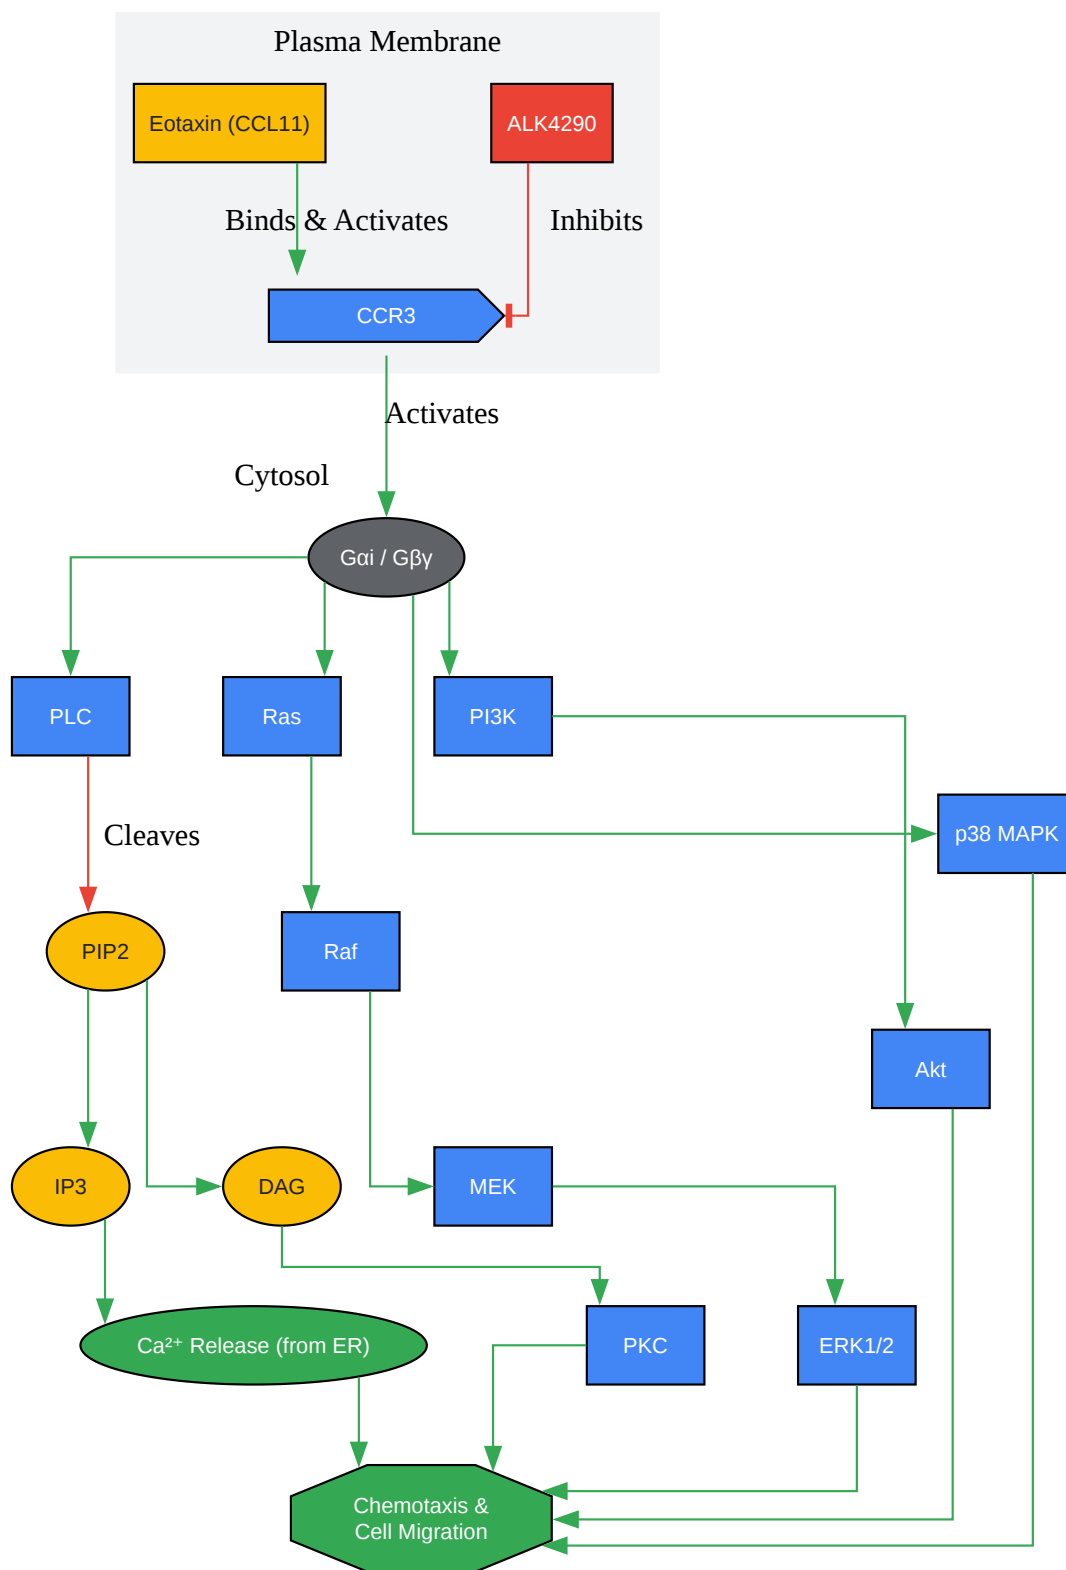 Plasma Membrane
Eotaxin (CCL11)
ALK4290
Binds & Activates
Inhibits
CCR3
Activates
Cytosol
Gαi / Gβγ
PLC
Ras
PI3K
Cleaves
p38 MAPK
PIP2
Raf
Akt
IP3
DAG
MEK
Ca²⁺ Release (from ER)
PKC
ERK1/2
Chemotaxis &
Cell Migration